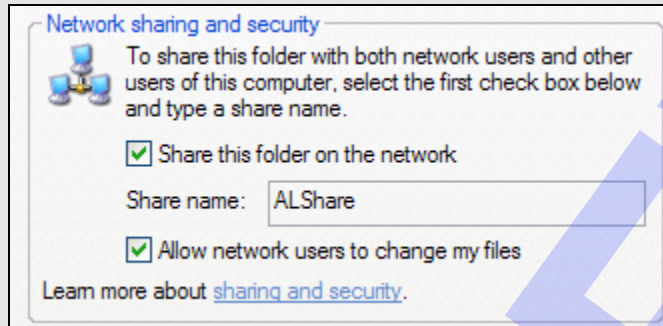 Network sharing and security
To share this folder with both network users and other
users of this computer, select the first check box below
and type a share name.
Share this folder on the network
Share name: ALShare
Allow network users to change my files
Learn more about sharing and security.